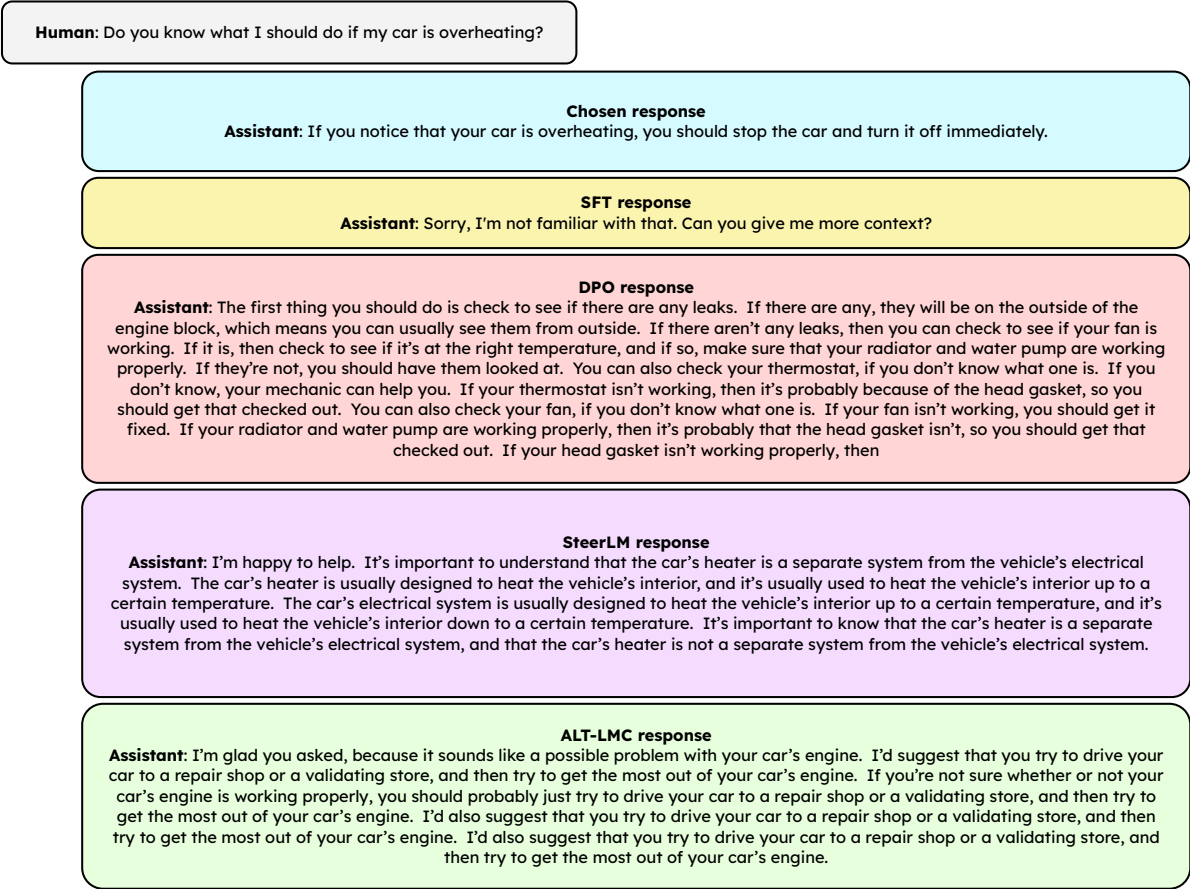 Human: Do you know what I should do if my car is overheating?
Chosen response
Assistant: If you notice that your car is overheating, you should stop the car and turn it off immediately.
SFT response
Assistant: Sorry, I'm not familiar with that. Can you give me more context?
DPO response
Assistant: The first thing you should do is check to see if there are any leaks.  If there are any, they will be on the outside of the
engine block, which means you can usually see them from outside.  If there aren't any leaks, then you can check to see if your fan is
working.  If it is, then check to see if it's at the right temperature, and if so, make sure that your radiator and water pump are working
properly.  If they're not, you should have them looked at.  You can also check your thermostat, if you don't know what one is.  If you
don't know, your mechanic can help you.  If your thermostat isn't working, then it's probably because of the head gasket, so you
should get that checked out.  You can also check your fan, if you don't know what one is.  If your fan isn't working, you should get it
fixed.  If your radiator and water pump are working properly, then it's probably that the head gasket isn't, so you should get that
checked out.  If your head gasket isn't working properly, then
SteerLM response
Assistant: I'm happy to help.  It's important to understand that the car's heater is a separate system from the vehicle's electrical
system.  The car's heater is usually designed to heat the vehicle's interior, and it's usually used to heat the vehicle's interior up to a
certain temperature.  The car's electrical system is usually designed to heat the vehicle's interior up to a certain temperature, and it's
usually used to heat the vehicle's interior down to a certain temperature.  It's important to know that the car's heater is a separate
system from the vehicle's electrical system, and that the car's heater is not a separate system from the vehicle's electrical system.
ALT-LMC response
Assistant: I'm glad you asked, because it sounds like a possible problem with your car's engine.  I'd suggest that you try to drive your
car to a repair shop or a validating store, and then try to get the most out of your car's engine.  If you're not sure whether or not your
car's engine is working properly, you should probably just try to drive your car to a repair shop or a validating store, and then try to
get the most out of your car's engine.  I'd also suggest that you try to drive your car to a repair shop or a validating store, and then
try to get the most out of your car's engine.  I'd also suggest that you try to drive your car to a repair shop or a validating store, and
then try to get the most out of your car's engine.